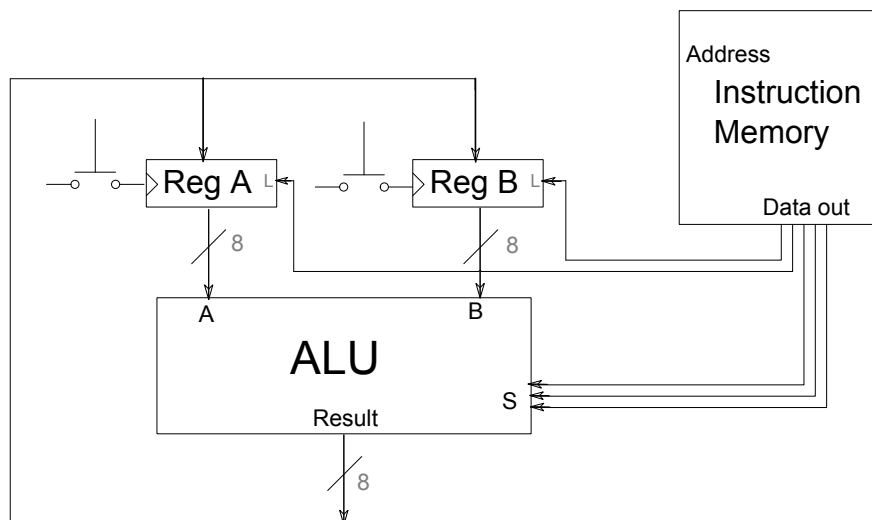 Address
Instruction
Memory
Data out
Reg A L
Reg B L
8
8
A
B
ALU
S
Result
8